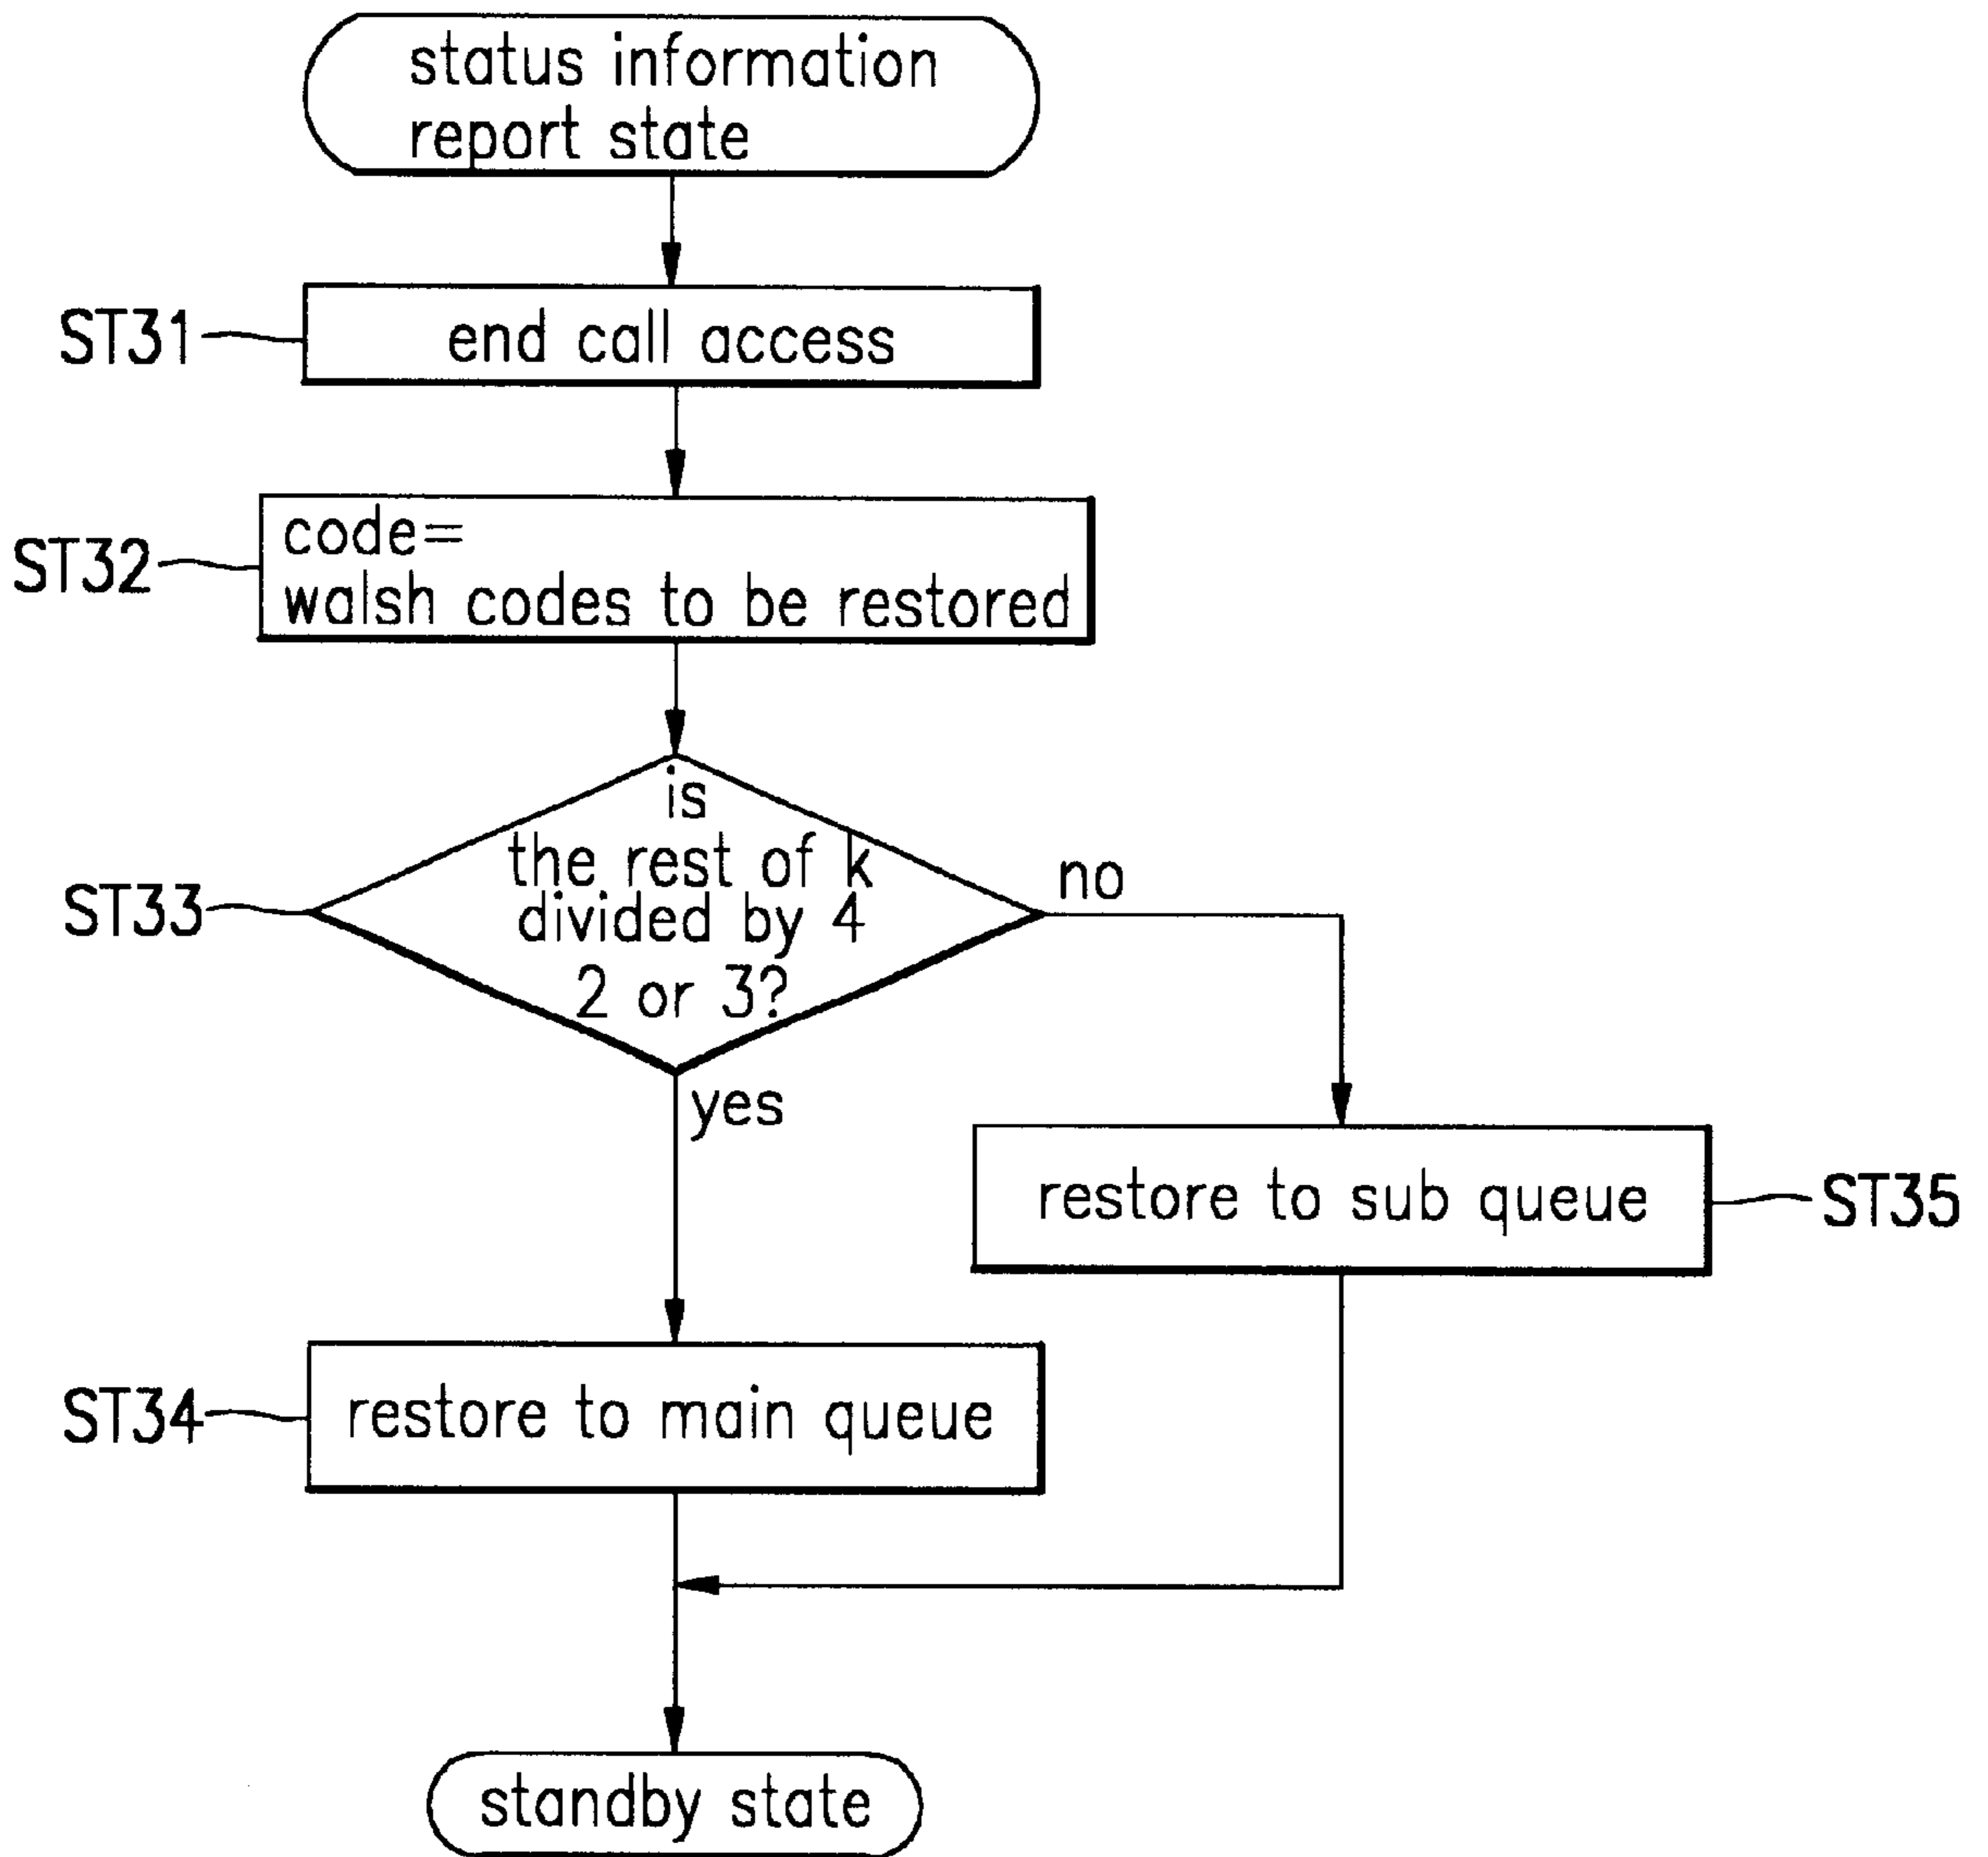 status information
report state
ST31
end call access
ST32
code=
walsh codes to be restored
ST33
is
the rest of k
divided by 4
2 or 3?
no
yes
restore to sub queue
ST35
ST34
restore to main queue
standby state